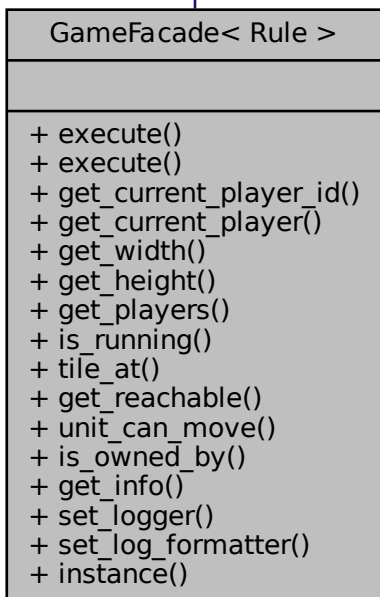 GameFacade< Rule >
+ execute()
+ execute()
+ get_current_player_id()
+ get_current_player()
+ get_width()
+ get_height()
+ get_players()
+ is_running()
+ tile_at()
+ get_reachable()
+ unit_can_move()
+ is_owned_by()
+ get_info()
+ set_logger()
+ set_log_formatter()
+ instance()